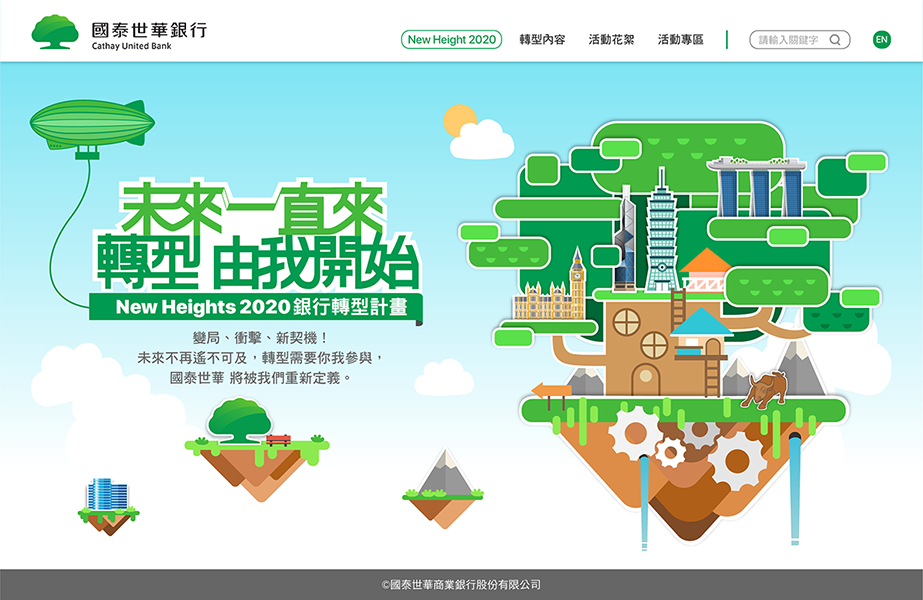 國泰世華銀行
Cathay United Bank
New Height 2020
轉型內容
活動花絮
活動專區
請輸入關鍵字
EN
未來一直來
轉型 由我開始
New Heights 2020 銀行轉型計畫
變局、衝擊、新契機！
未來不再遙不可及，轉型需要你我參與，
國泰世華 將被我們重新定義。
©國泰世華商業銀行股份有限公司